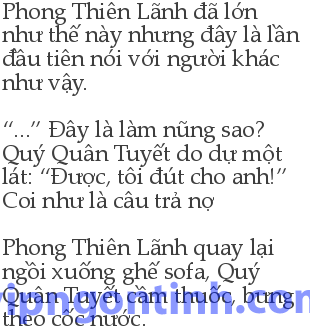 Phong Thiên Lãnh đã lớn
như thế này nhưng đây là lần
đầu tiên nói với người khác
như vậy.
“...” Đây là làm nũng sao?
Quý Quân Tuyết do dự một
lát: “Được, tôi đút cho anh!”
Coi như là câu trả nợ
Phong Thiên Lãnh quay lại
ngồi xuống ghế sofa, Quý
Quân Tuyết cầm thuốc, bưng
theo cốc nước.